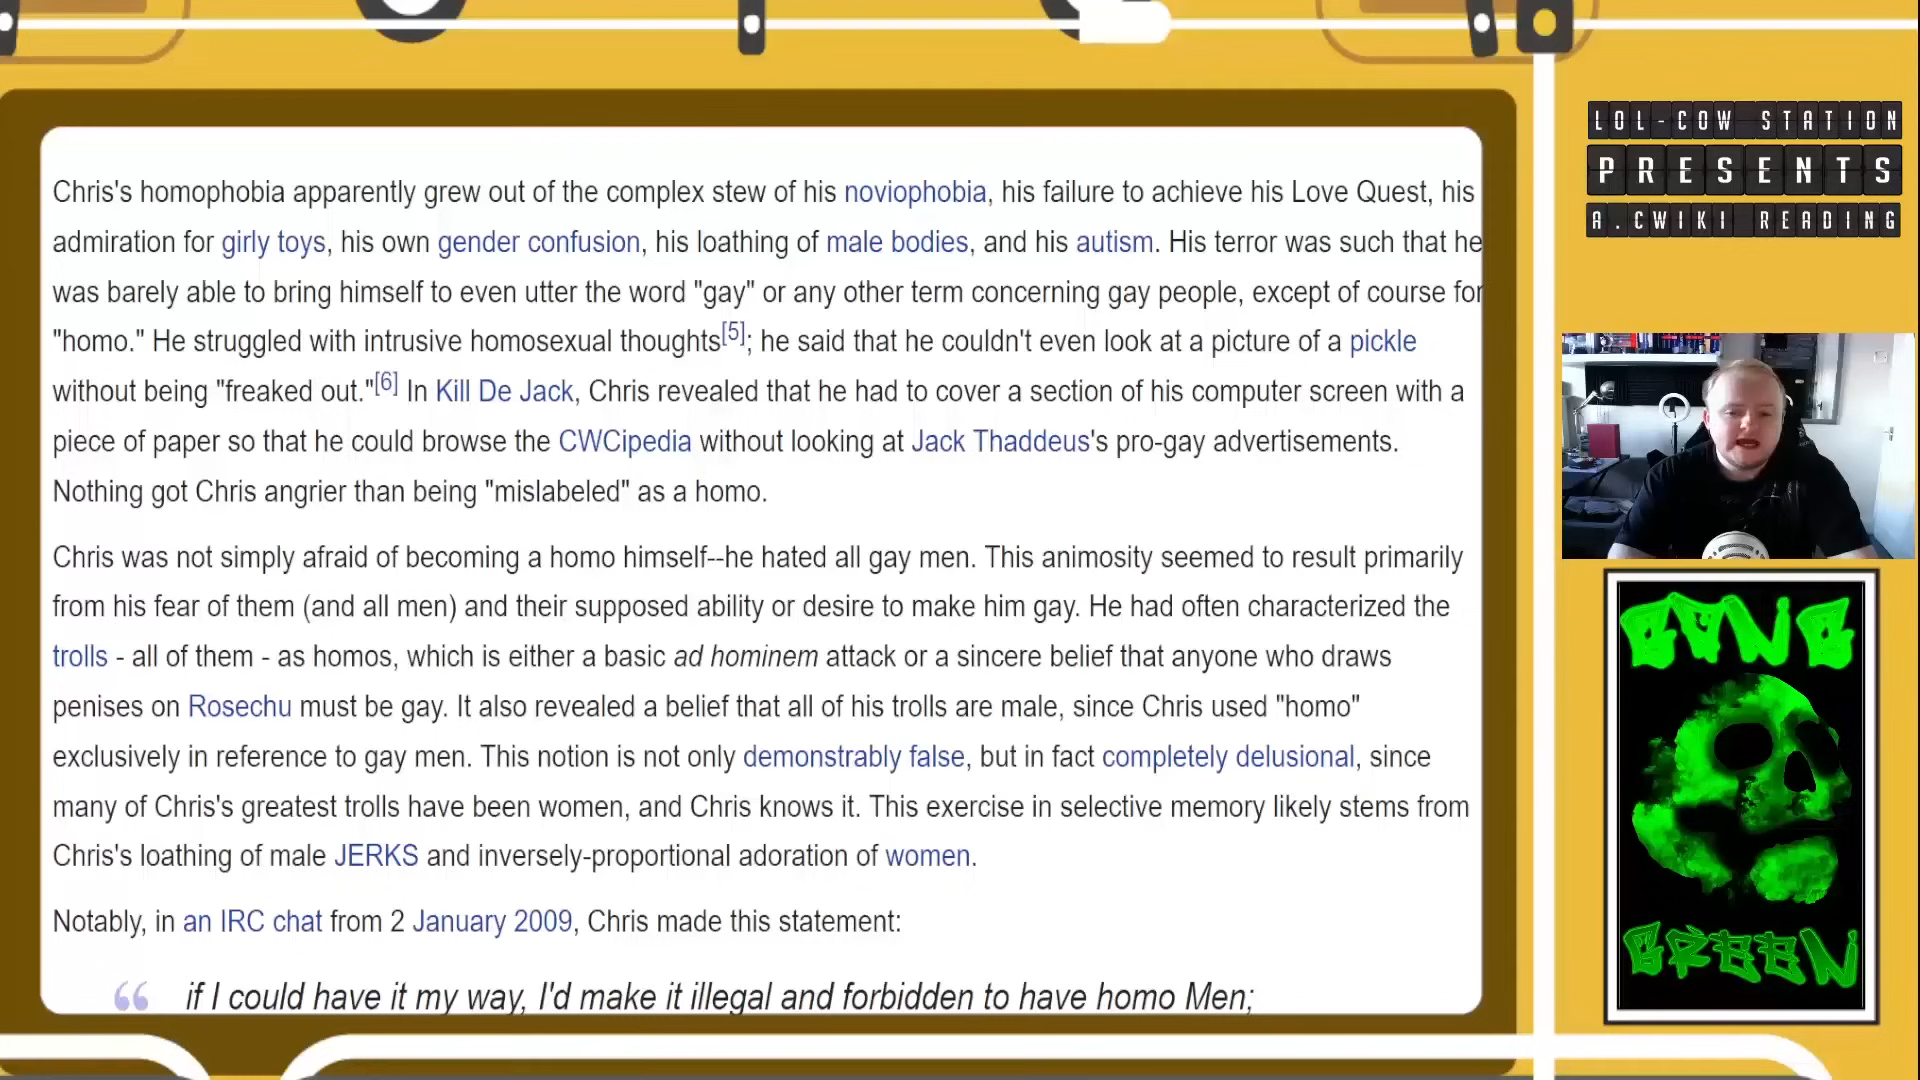 Chris's homophobia apparently grew out of the complex stew of his noviophobia, his failure to achieve his Love Quest, his
admiration for girly toys, his own gender confusion, his loathing of male bodies, and his autism. His terror was such that he
was barely able to bring himself to even utter the word "gay" or any other term concerning gay people, except of course for
"homo." He struggled with intrusive homosexual thoughts[5]; he said that he couldn't even look at a picture of a pickle
without being "freaked out."[6] In Kill De Jack, Chris revealed that he had to cover a section of his computer screen with a
piece of paper so that he could browse the CWCipedia without looking at Jack Thaddeus's pro-gay advertisements.
Nothing got Chris angrier than being "mislabeled" as a homo.
Chris was not simply afraid of becoming a homo himself--he hated all gay men. This animosity seemed to result primarily
from his fear of them (and all men) and their supposed ability or desire to make him gay. He had often characterized the
trolls - all of them - as homos, which is either a basic ad hominem attack or a sincere belief that anyone who draws
penises on Rosechu must be gay. It also revealed a belief that all of his trolls are male, since Chris used "homo"
exclusively in reference to gay men. This notion is not only demonstrably false, but in fact completely delusional, since
many of Chris's greatest trolls have been women, and Chris knows it. This exercise in selective memory likely stems from
Chris's loathing of male JERKS and inversely-proportional adoration of women.
Notably, in an IRC chat from 2 January 2009, Chris made this statement:
“ if I could have it my way, I'd make it illegal and forbidden to have homo Men;
LOL-COW STATION
PRESENTS
A.CWIKI READING
GREEN